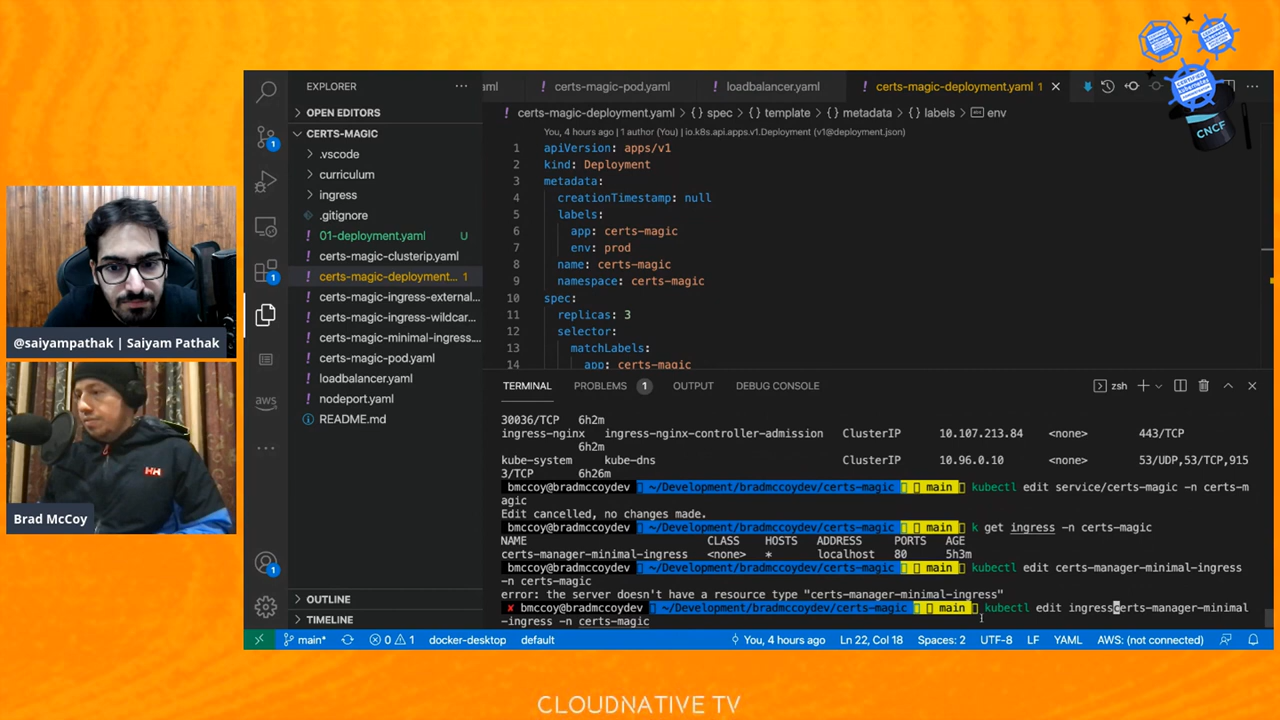 CNCF
EXPLORER
OPEN EDITORS
CERTS-MAGIC
.vscode
curriculum
ingress
.gitignore
01-deployment.yaml U
certs-magic-clusterip.yaml
certs-magic-deployment... 1
certs-magic-ingress-external...
certs-magic-ingress-wildcar...
certs-magic-minimal-ingress....
certs-magic-pod.yaml
loadbalancer.yaml
nodeport.yaml
README.md
OUTLINE
TIMELINE
aml
certs-magic-pod.yaml
loadbalancer.yaml
certs-magic-deployment.yaml 1
certs-magic-deployment.yaml > {} spec > {} template > {} metadata > {} labels > env
You, 4 hours ago | 1 author (You) | io.k8s.api.apps.v1.Deployment (v1@deployment.json)
1 apiVersion: apps/v1
2 kind: Deployment
3 metadata:
4 creationTimestamp: null
5 labels:
6 app: certs-magic
7 env: prod
8 name: certs-magic
9 namespace: certs-magic
10 spec:
11 replicas: 3
12 selector:
13 matchLabels:
14 app: certs-magic
TERMINAL PROBLEMS 1 OUTPUT DEBUG CONSOLE zsh
30036/TCP 6h2m
ingress-nginx ingress-nginx-controller-admission ClusterIP 10.107.213.84 <none> 443/TCP
6h2m
kube-system kube-dns ClusterIP 10.96.0.10 <none> 53/UDP,53/TCP,915
3/TCP 6h26m
bmccoy@bradmccoydev ~/Development/bradmccoydev/certs-magic main kubectl edit service/certs-magic -n certs-m
agic
Edit cancelled, no changes made.
bmccoy@bradmccoydev ~/Development/bradmccoydev/certs-magic main k get ingress -n certs-magic
NAME CLASS HOSTS ADDRESS PORTS AGE
certs-manager-minimal-ingress <none> * localhost 80 5h3m
bmccoy@bradmccoydev ~/Development/bradmccoydev/certs-magic main kubectl edit certs-manager-minimal-ingress
-n certs-magic
error: the server doesn't have a resource type "certs-manager-minimal-ingress"
✘ bmccoy@bradmccoydev ~/Development/bradmccoydev/certs-magic main kubectl edit ingresscerts-manager-minimal
-ingress -n certs-magic
main* 0 1 docker-desktop default You, 4 hours ago Ln 22, Col 18 Spaces: 2 UTF-8 LF YAML AWS: (not connected)
aws
1
1
1
1
@saiyampathak | Saiyam Pathak
Brad McCoy
HH
CLOUDNATIVE TV